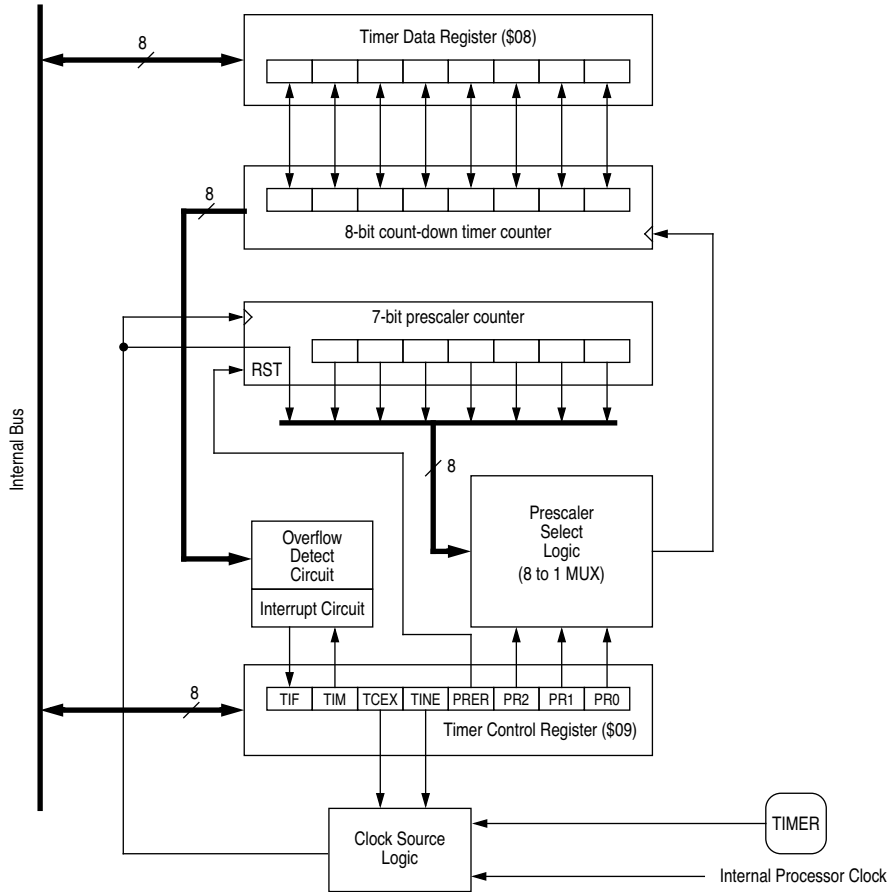 Timer Data Register ($08)
8
8
8-bit count-down timer counter
7-bit prescaler counter
RST
Internal Bus
8
Prescaler
Select
Logic
(8 to 1 MUX)
Overflow
Detect
Circuit
Interrupt Circuit
8
TIF TIM TCEX TINE PRER PR2 PR1 PR0
Timer Control Register ($09)
Clock Source
Logic
TIMER
Internal Processor Clock